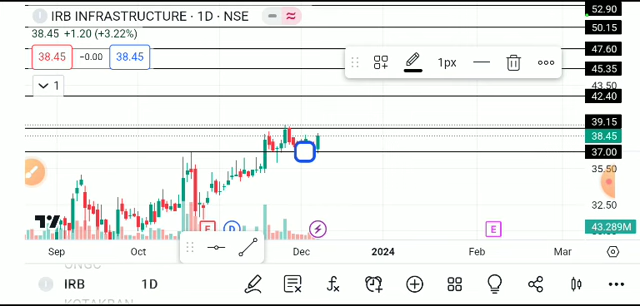 IRB INFRASTRUCTURE · 1D · NSE
38.45 +1.20 (+3.22%)
38.45 −0.00 38.45
1
1px
52.90
50.15
47.60
45.35
43.50
42.40
39.15
38.45
37.00
35.50
32.50
43.289M
E D E
Sep Oct Dec 2024 Feb Mar
ONGC
IRB 1D
KOTAKBAN